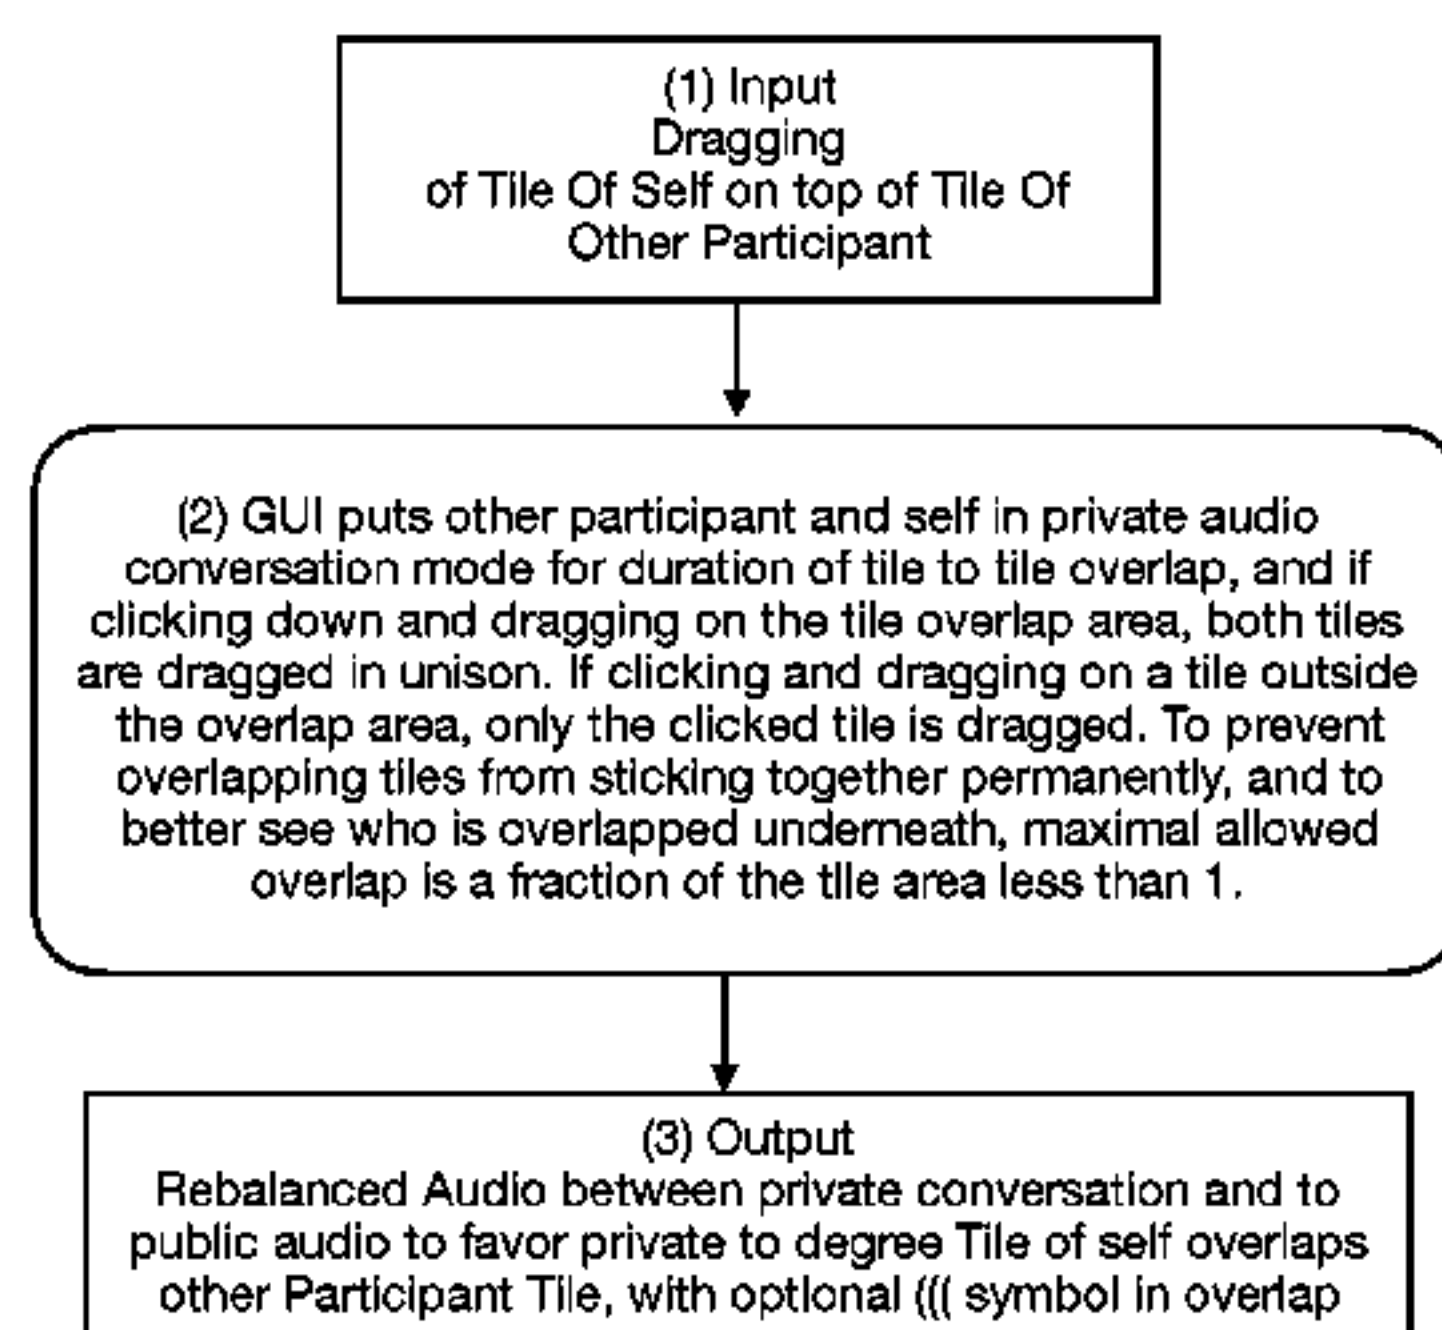 (1) Input
Dragging
of Tile Of Self on top of Tile Of
Other Participant
(2) GUI puts other participant and self in private audio
conversation mode for duration of tile to tile overlap, and if
clicking down and dragging on the tile overlap area, both tiles
are dragged in unison. If clicking and dragging on a tile outside
the overlap area, only the clicked tile is dragged. To prevent
overlapping tiles from sticking together permanently, and to
better see who is overlapped underneath, maximal allowed
overlap is a fraction of the tile area less than 1.
(3) Output
Rebalanced Audio between private conversation and to
public audio to favor private to degree Tile of self overlaps
other Participant Tile, with optional ((( symbol in overlap